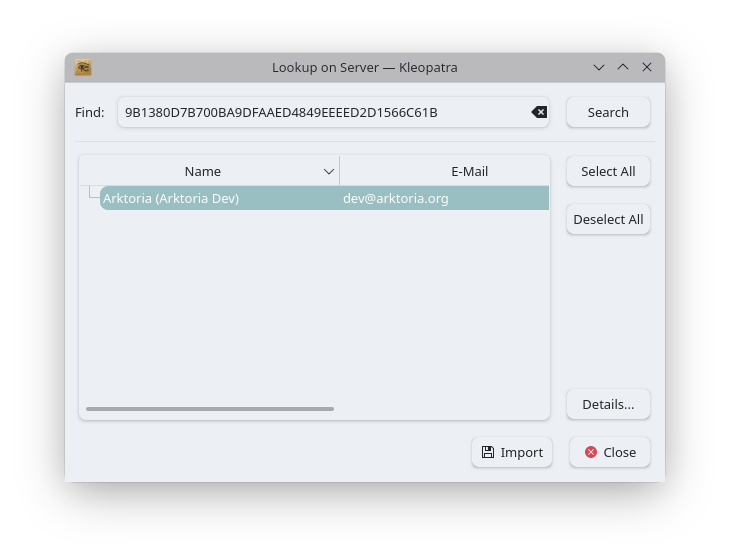 Lookup on Server — Kleopatra
Find: 9B1380D7B700BA9DFAAED4849EEEED2D1566C61B Search
Name E-Mail Select All
Arktoria (Arktoria Dev) dev@arktoria.org
Deselect All
Details...
Import Close